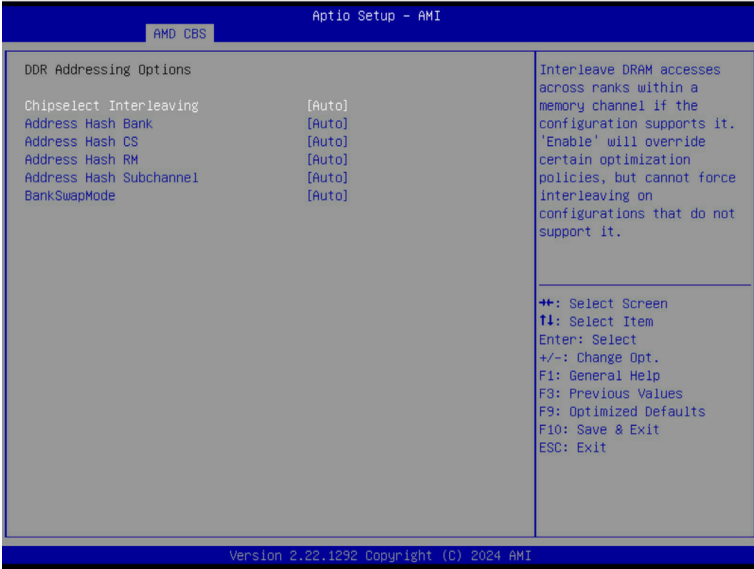 Aptio Setup – AMI
AMD CBS
DDR Addressing Options
Chipselect Interleaving [Auto]
Address Hash Bank [Auto]
Address Hash CS [Auto]
Address Hash RM [Auto]
Address Hash Subchannel [Auto]
BankSwapMode [Auto]
Interleave DRAM accesses
across ranks within a
memory channel if the
configuration supports it.
'Enable' will override
certain optimization
policies, but cannot force
interleaving on
configurations that do not
support it.
→←: Select Screen
↑↓: Select Item
Enter: Select
+/-: Change Opt.
F1: General Help
F3: Previous Values
F9: Optimized Defaults
F10: Save & Exit
ESC: Exit
Version 2.22.1292 Copyright (C) 2024 AMI